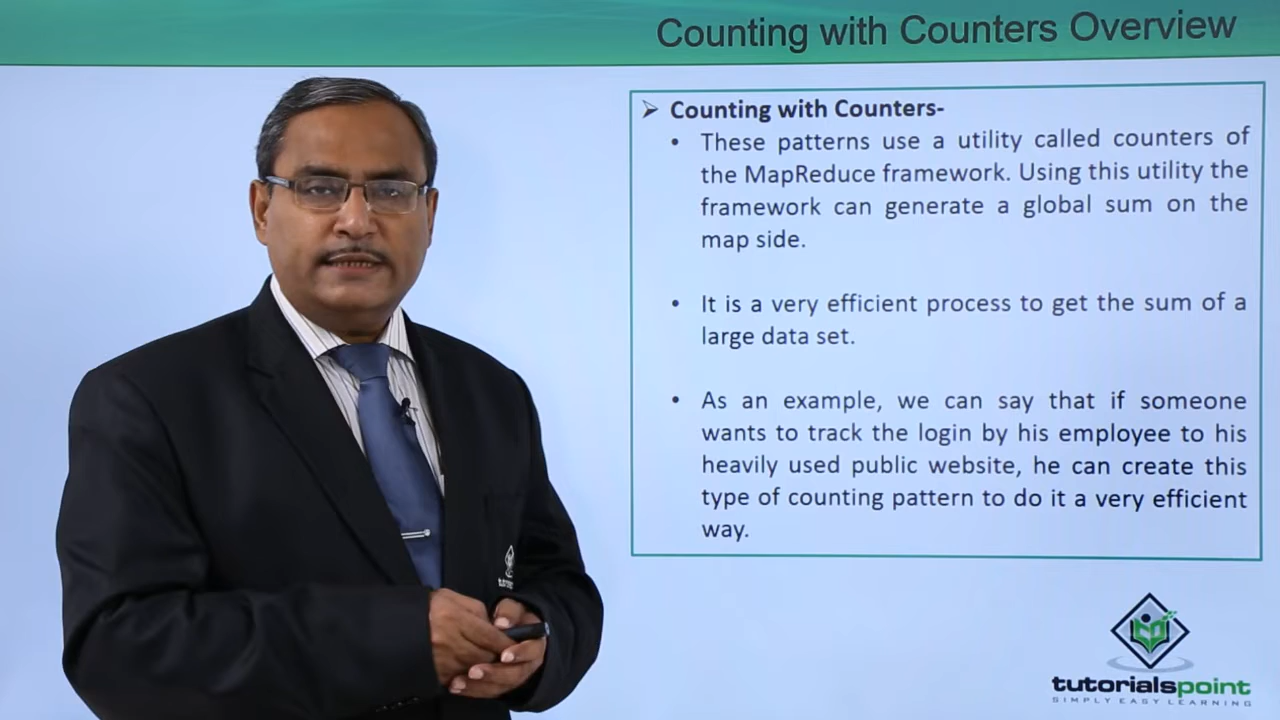 Counting with Counters Overview
➢ Counting with Counters-
• These patterns use a utility called counters of
the MapReduce framework. Using this utility the
framework can generate a global sum on the
map side.
• It is a very efficient process to get the sum of a
large data set.
• As an example, we can say that if someone
wants to track the login by his employee to his
heavily used public website, he can create this
type of counting pattern to do it a very efficient
way.
tutorialspoint
SIMPLY EASY LEARNING